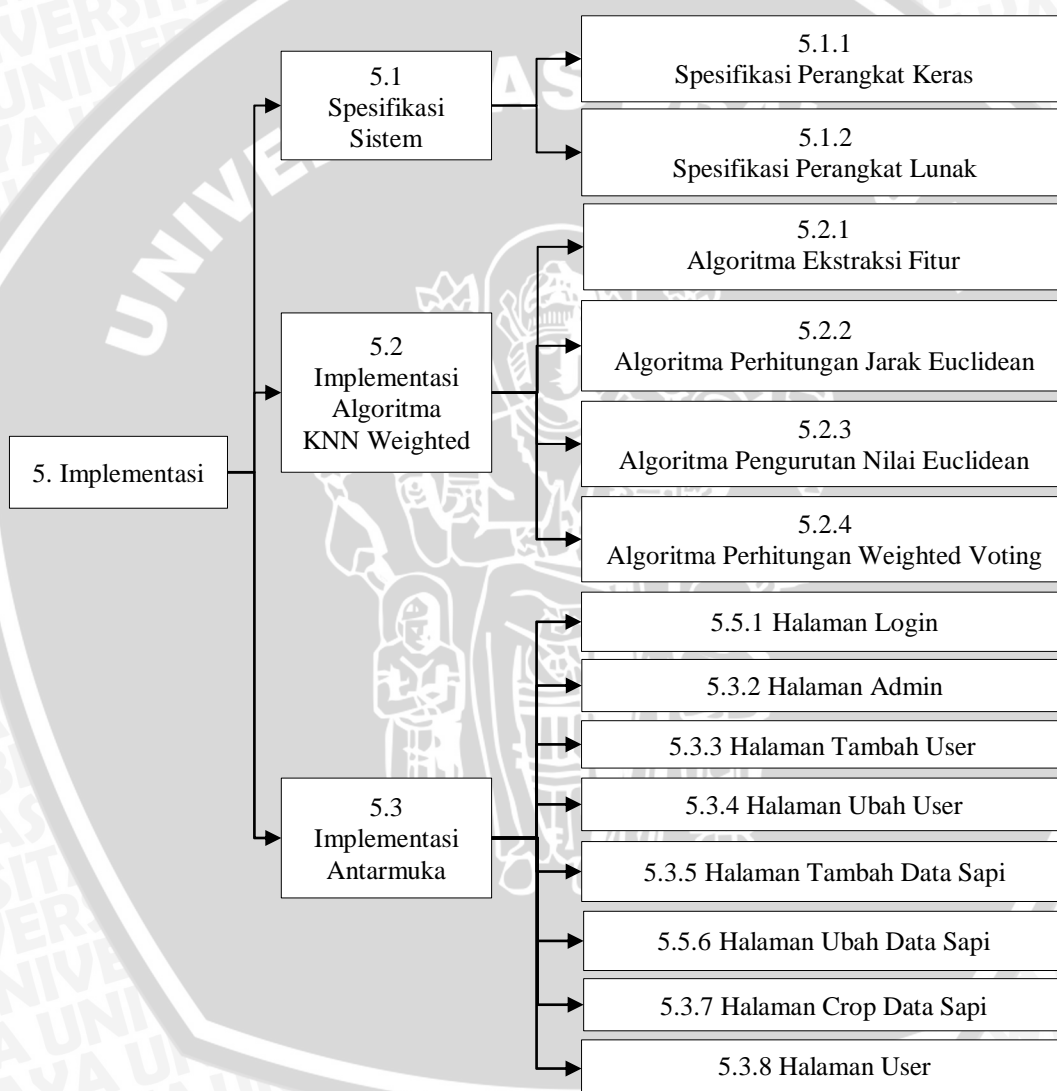 5. Implementasi
5.1
Spesifikasi
Sistem
5.1.1
Spesifikasi Perangkat Keras
5.1.2
Spesifikasi Perangkat Lunak
5.2
Implementasi
Algoritma
KNN Weighted
5.2.1
Algoritma Ekstraksi Fitur
5.2.2
Algoritma Perhitungan Jarak Euclidean
5.2.3
Algoritma Pengurutan Nilai Euclidean
5.2.4
Algoritma Perhitungan Weighted Voting
5.3
Implementasi
Antarmuka
5.5.1 Halaman Login
5.3.2 Halaman Admin
5.3.3 Halaman Tambah User
5.3.4 Halaman Ubah User
5.3.5 Halaman Tambah Data Sapi
5.5.6 Halaman Ubah Data Sapi
5.3.7 Halaman Crop Data Sapi
5.3.8 Halaman User